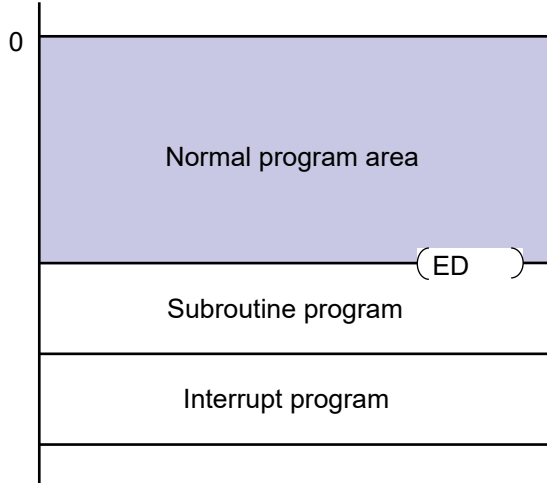 0
Normal program area
(ED )
Subroutine program
Interrupt program